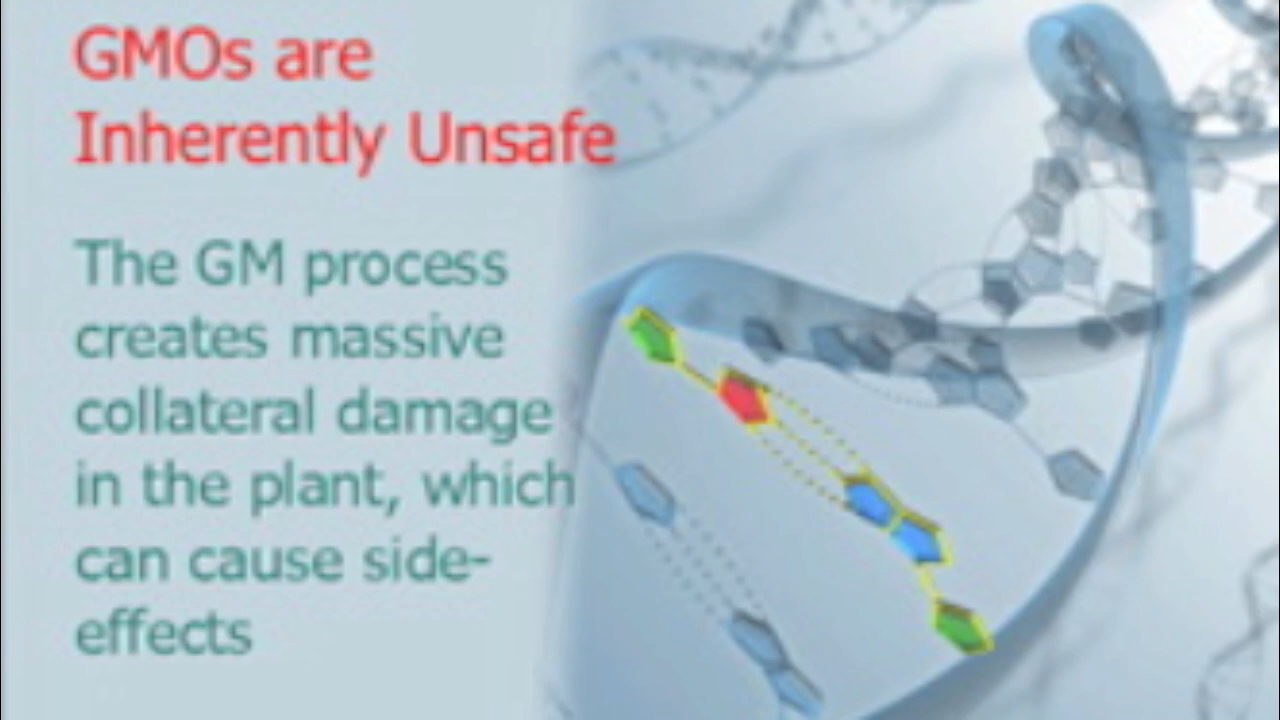 GMOs are
Inherently Unsafe
The GM process
creates massive
collateral damage
in the plant, which
can cause side-
effects